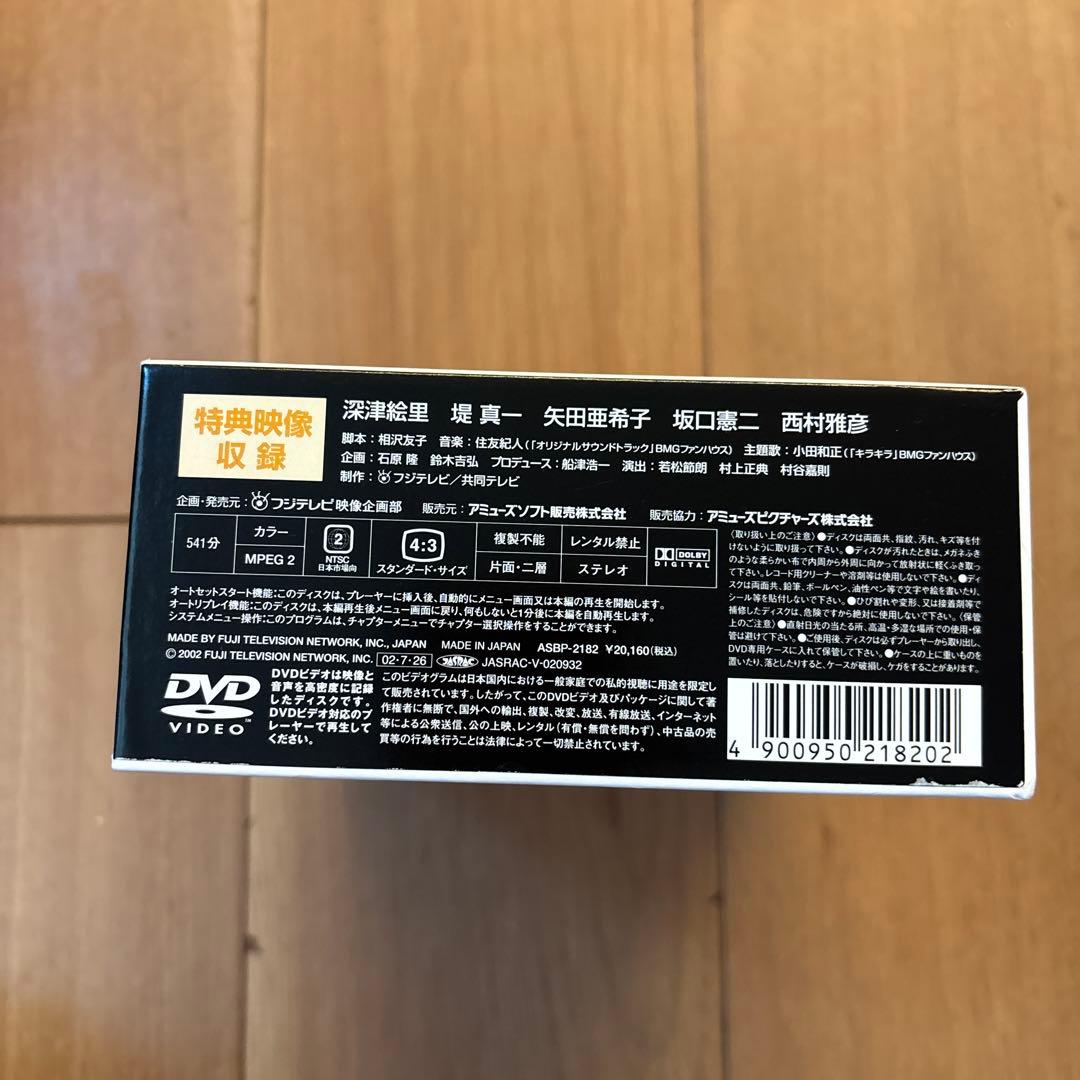 特典映像
収録
深津絵里 堤 真一 矢田亜希子 坂口憲二 西村雅彦
脚本：相沢友子 音楽：住友紀人(「オリジナルサウンドトラック」BMGファンハウス) 主題歌：小田和正(「キラキラ」BMGファンハウス)
企画：石原 隆 鈴木吉弘 プロデュース：船津浩一 演出：若松節朗 村上正典 村谷嘉則
制作：フジテレビ／共同テレビ
企画・発売元：フジテレビ映像企画部 販売元：アミューズソフト販売株式会社 販売協力：アミューズピクチャーズ株式会社
541分
カラー
MPEG 2
2
NTSC
日本市場向
4:3
スタンダード・サイズ
複製不能
片面・二層
レンタル禁止
ステレオ
DOLBY
DIGITAL
オートセットスタート機能：このディスクは、プレーヤーに挿入後、自動的にメニュー画面又は本編の再生を開始します。
オートリプレイ機能：このディスクは、本編再生後メニュー画面に戻り、何もしないと1分後に本編を自動再生します。
システムメニュー操作：このプログラムは、チャプターメニューでチャプター選択操作をすることができます。
MADE BY FUJI TELEVISION NETWORK, INC., JAPAN MADE IN JAPAN ASBP-2182 ¥20,160(税込)
©2002 FUJI TELEVISION NETWORK, INC. 02・7・26 JASRAC JASRAC-V-020932
DVD
VIDEO
TM
DVDビデオは映像と
音声を高密度に記録
したディスクです。
DVDビデオ対応のプ
レーヤーで再生して
ください。
このビデオグラムは日本国内における一般家庭での私的視聴に用途を限定し
て販売されています。したがって、このDVDビデオ及びパッケージに関して著
作権者に無断で、国外への輸出、複製、改変、放送、有線放送、インターネット
等による公衆送信、公の上映、レンタル(有償・無償を問わず)、中古品の売
買等の行為を行うことは法律によって一切禁止されています。
〈取り扱い上のご注意〉●ディスクは両面共、指紋、汚れ、キズ等を付
けないように取り扱って下さい。●ディスクが汚れたときは、メガネふき
のような柔らかい布で内周から外周に向かって放射状に軽くふき取っ
て下さい。レコード用クリーナーや溶剤等は使用しないで下さい。●ディ
スクは両面共、鉛筆、ボールペン、油性ペン等で文字や絵を書いたり、
シール等を貼付しないで下さい。●ひび割れや変形、又は接着剤等で
補修したディスクは、危険ですから絶対に使用しないで下さい。〈保管
上のご注意〉●直射日光の当たる所、高温・多湿な場所での使用・保
管は避けて下さい。●ご使用後、ディスクは必ずプレーヤーから取り出し、
DVD専用ケースに入れて保管して下さい。●ケースの上に重いものを
置いたり、落としたりすると、ケースが破損し、ケガをすることがあります。
4 900950 218202